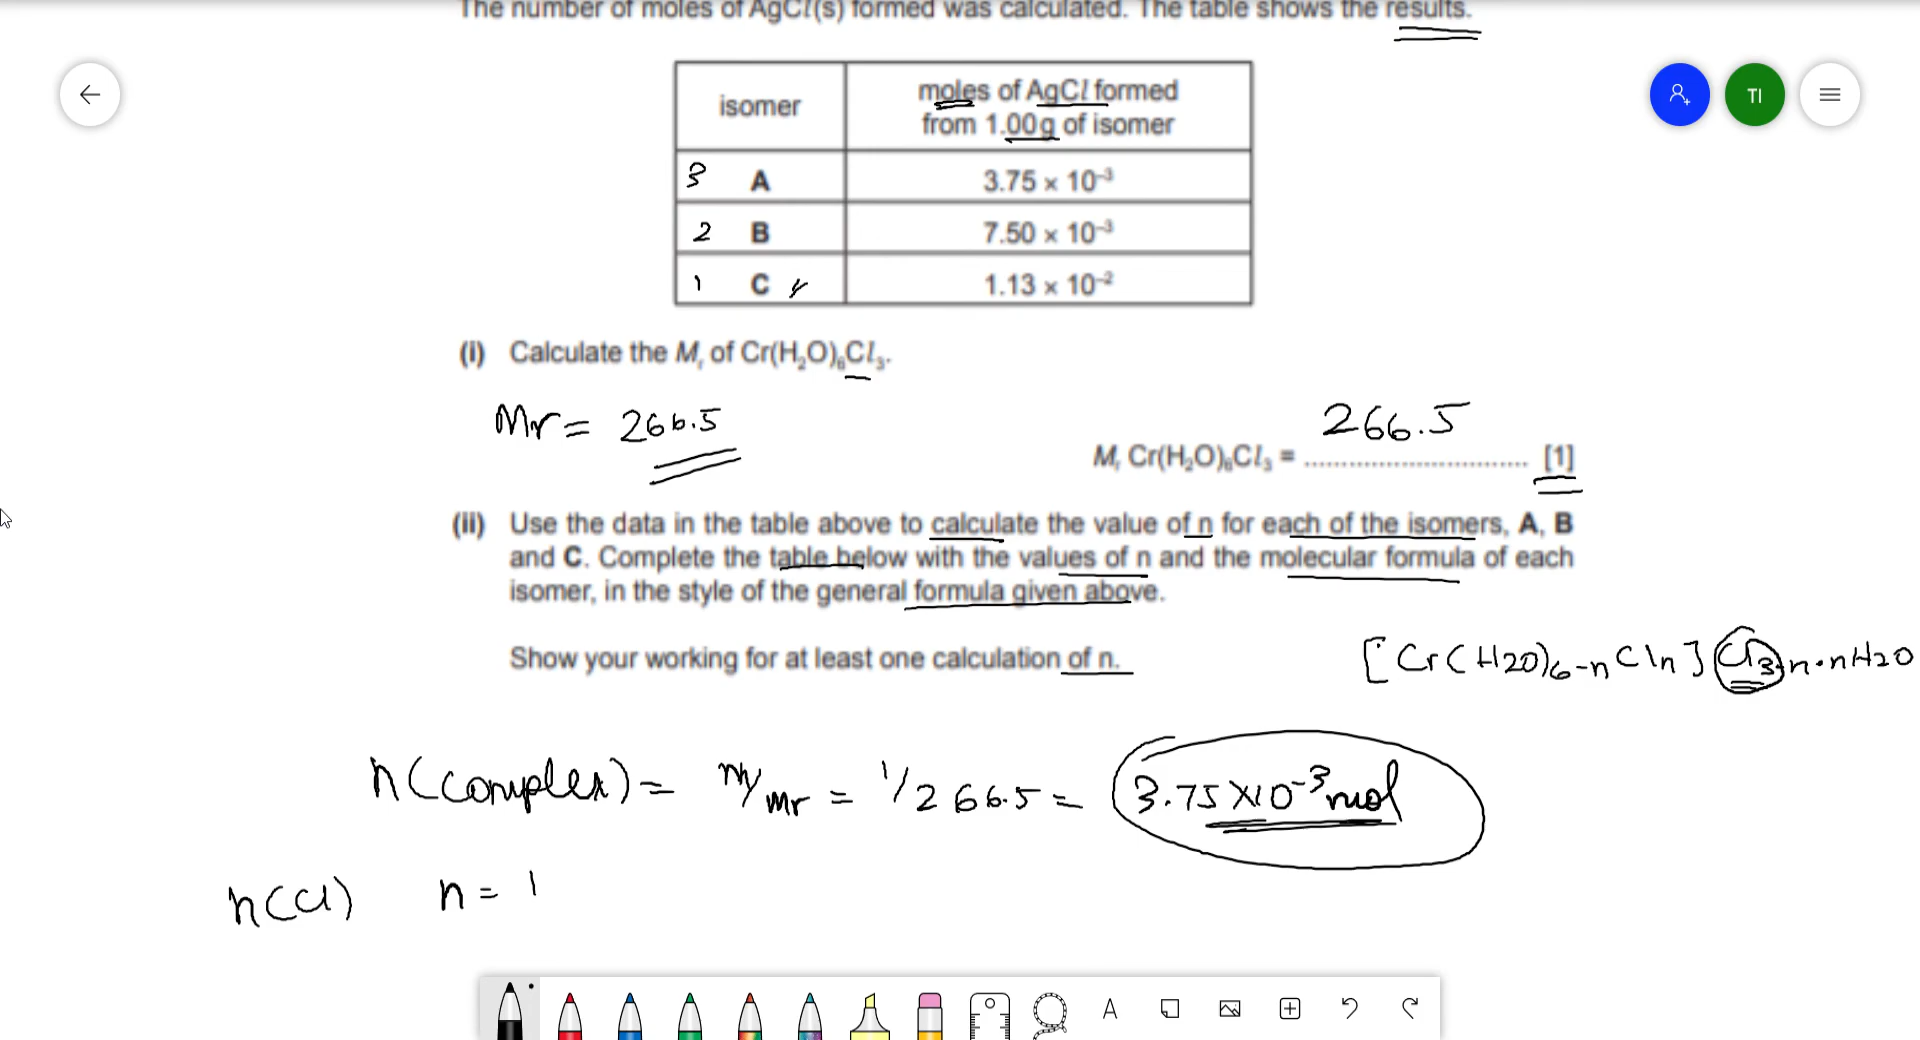 The number of moles of AgCl(s) formed was calculated. The table shows the results.
isomer
moles of AgCl formed
from 1.00g of isomer
TI
3 A 3.75 × 10⁻³
2 B 7.50 × 10⁻³
1 C 1.13 × 10⁻²
(i) Calculate the Mᵣ of Cr(H₂O)₆Cl₃.
Mr = 266.5
266.5
Mᵣ Cr(H₂O)₆Cl₃ = .............................. [1]
(ii) Use the data in the table above to calculate the value of n for each of the isomers, A, B
and C. Complete the table below with the values of n and the molecular formula of each
isomer, in the style of the general formula given above.
Show your working for at least one calculation of n.
[Cr(H2O)6-nCln]Cl3-n·nH2O
n(complex) = m/Mr = 1/266.5 = 3.75×10⁻³mol
n(Cl) n = 1
A